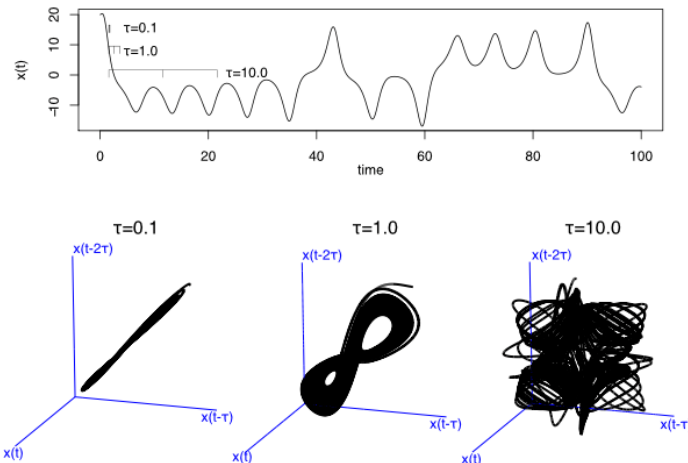 20
10
0
-10
x(t)
τ=0.1
τ=1.0
τ=10.0
0 20 40 60 80 100
time
τ=0.1 τ=1.0 τ=10.0
x(t-2τ) x(t-2τ) x(t-2τ)
x(t-τ) x(t-τ) x(t-τ
x(t) x(t) x(t)